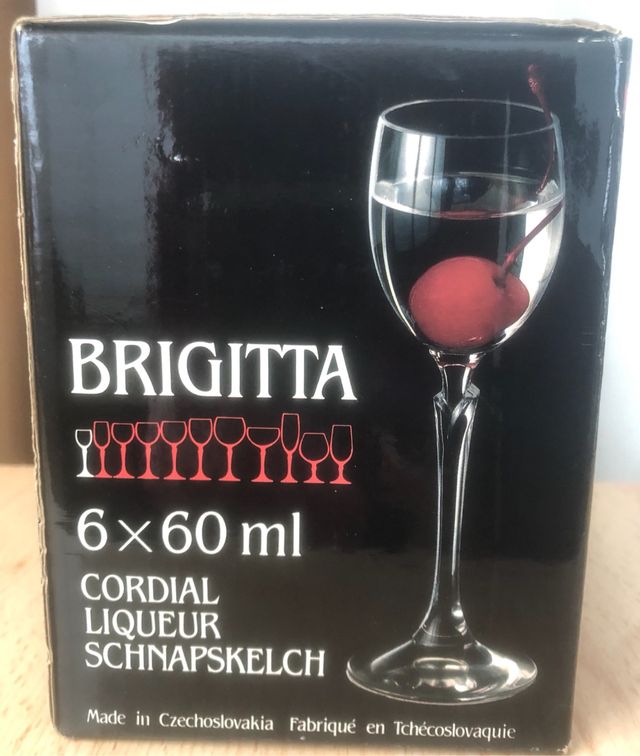 BRIGITTA
6 × 60 ml
CORDIAL
LIQUEUR
SCHNAPSKELCH
Made in Czechoslovakia Fabriqué en Tchécoslovaquie